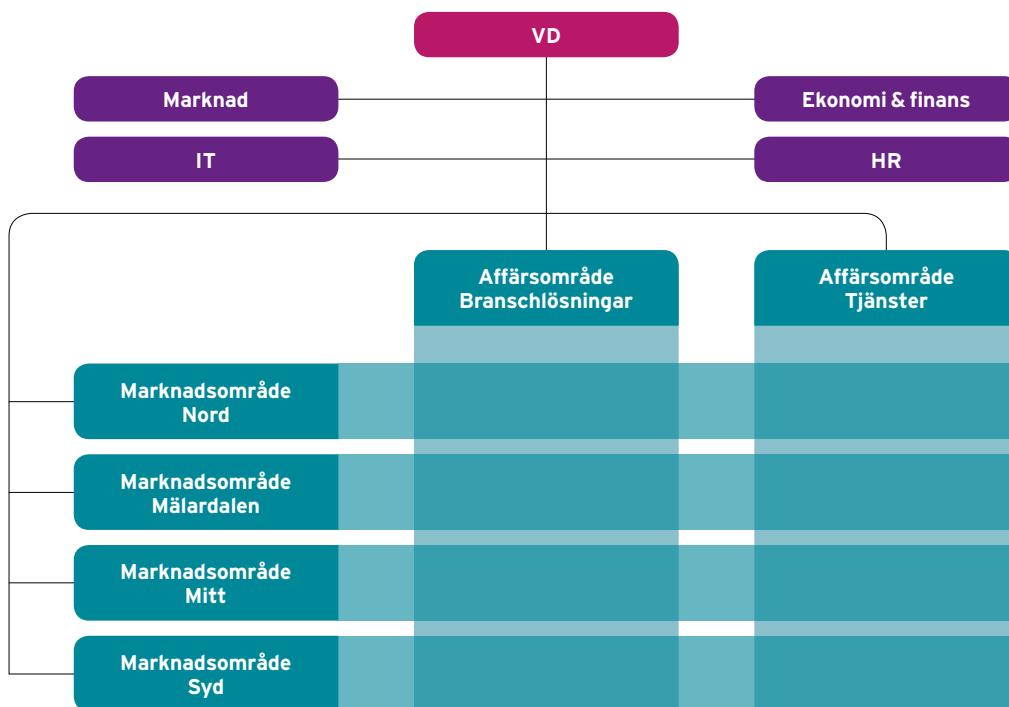 VD
Marknad
Ekonomi & finans
IT
HR
Affärsområde
Branschlösningar
Affärsområde
Tjänster
Marknadsområde
Nord
Marknadsområde
Mälardalen
Marknadsområde
Mitt
Marknadsområde
Syd